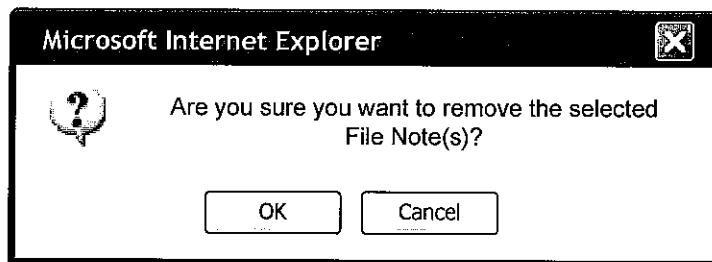 Microsoft Internet Explorer
Are you sure you want to remove the selected
File Note(s)?
OK
Cancel